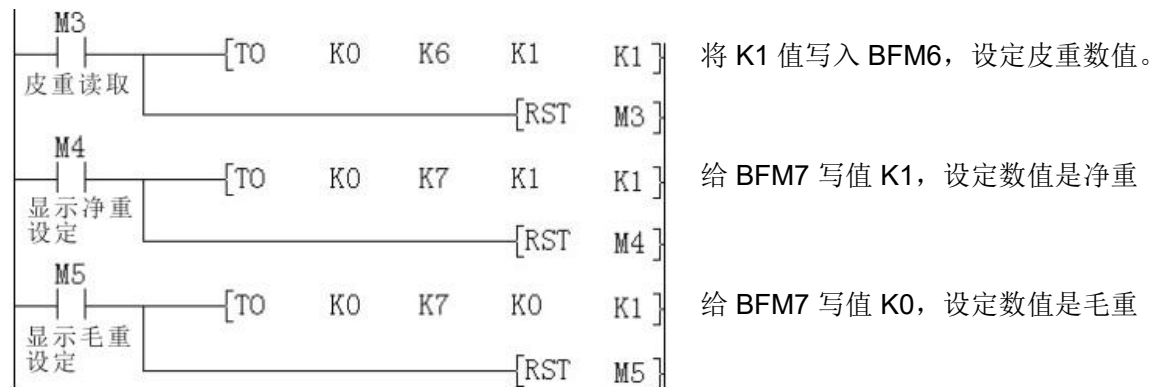 M3
[TO K0 K6 K1 K1] 将 K1 值写入 BFM6，设定皮重数值。
皮重读取
[RST M3]
M4
[TO K0 K7 K1 K1] 给 BFM7 写值 K1，设定数值是净重
显示净重
设定
[RST M4]
M5
[TO K0 K7 K0 K1] 给 BFM7 写值 K0，设定数值是毛重
显示毛重
设定
[RST M5]